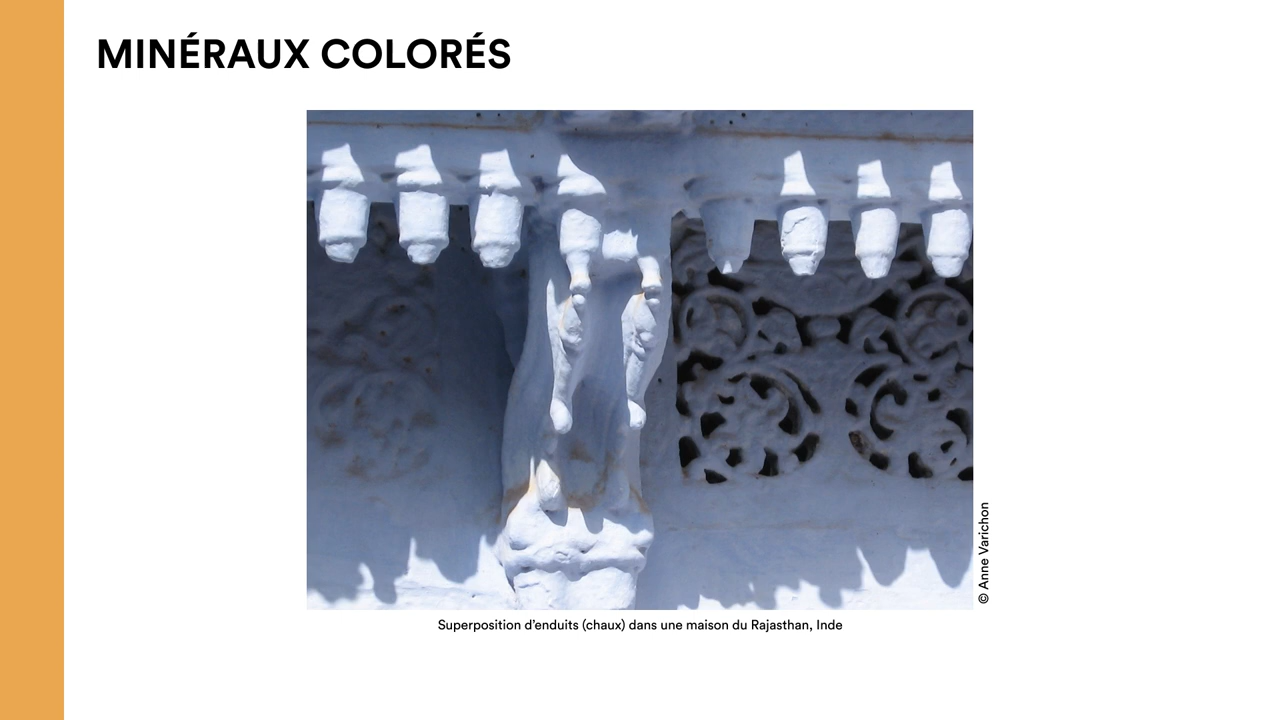 MINÉRAUX COLORÉS
© Anne Varichon
Superposition d’enduits (chaux) dans une maison du Rajasthan, Inde